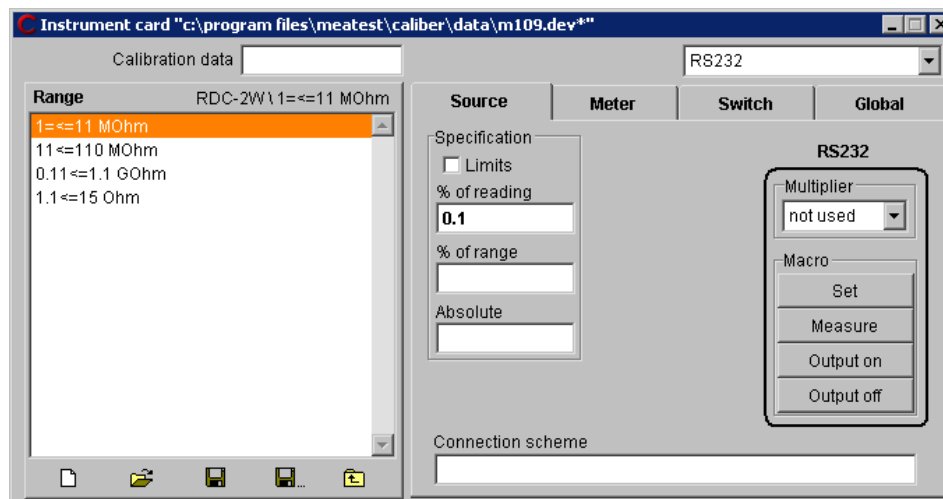 Instrument card "c:\program files\meatest\caliber\data\m109.dev*"
Calibration data
RS232
Range RDC-2W\1=<=11 MOhm
1=<=11 MOhm
11<=110 MOhm
0.11<=1.1 GOhm
1.1<=15 Ohm
Source Meter Switch Global
Specification
Limits
% of reading
0.1
% of range
Absolute
RS232
Multiplier
not used
Macro
Set
Measure
Output on
Output off
Connection scheme